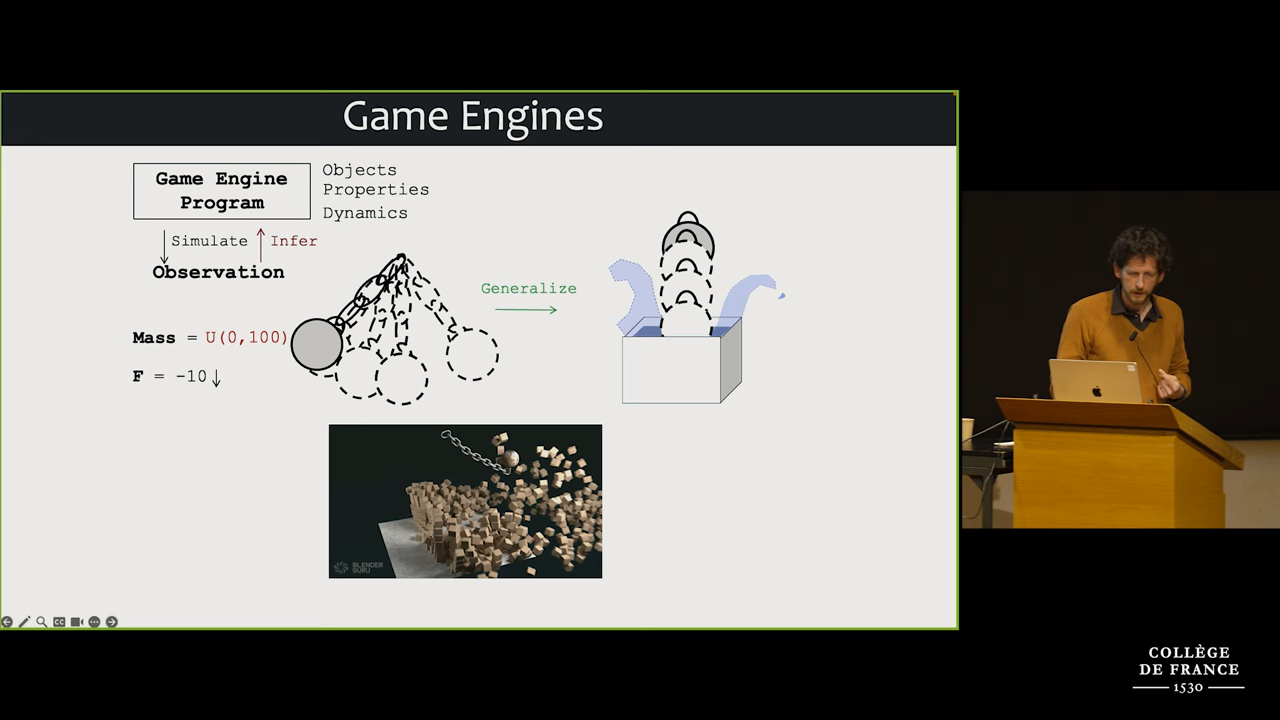 Game Engines
Game Engine
Program
Objects
Properties
Dynamics
Simulate
Infer
Observation
Generalize
Mass = U(0,100)
F = -10↓
BLENDER
GURU
CC
COLLÈGE
DE FRANCE
1530